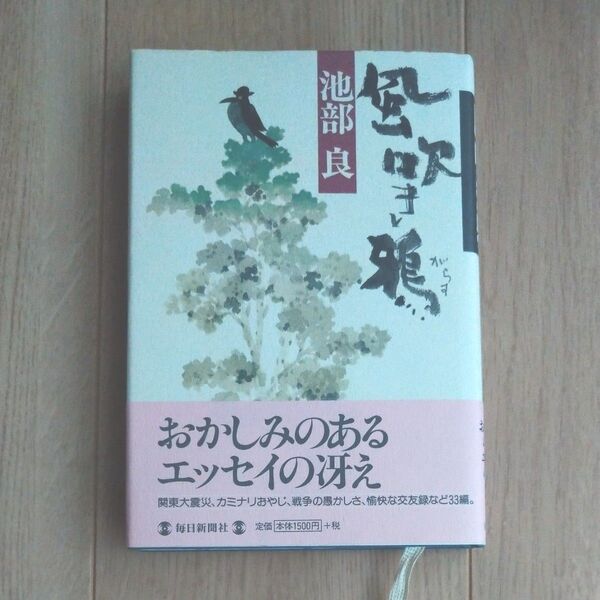 風吹き鴉
がらす
池部 良
おかしみのある
エッセイの冴え
関東大震災、カミナリおやじ、戦争の愚かしさ、愉快な交友録など33編。
毎日新聞社 定価 本体1500円 +税